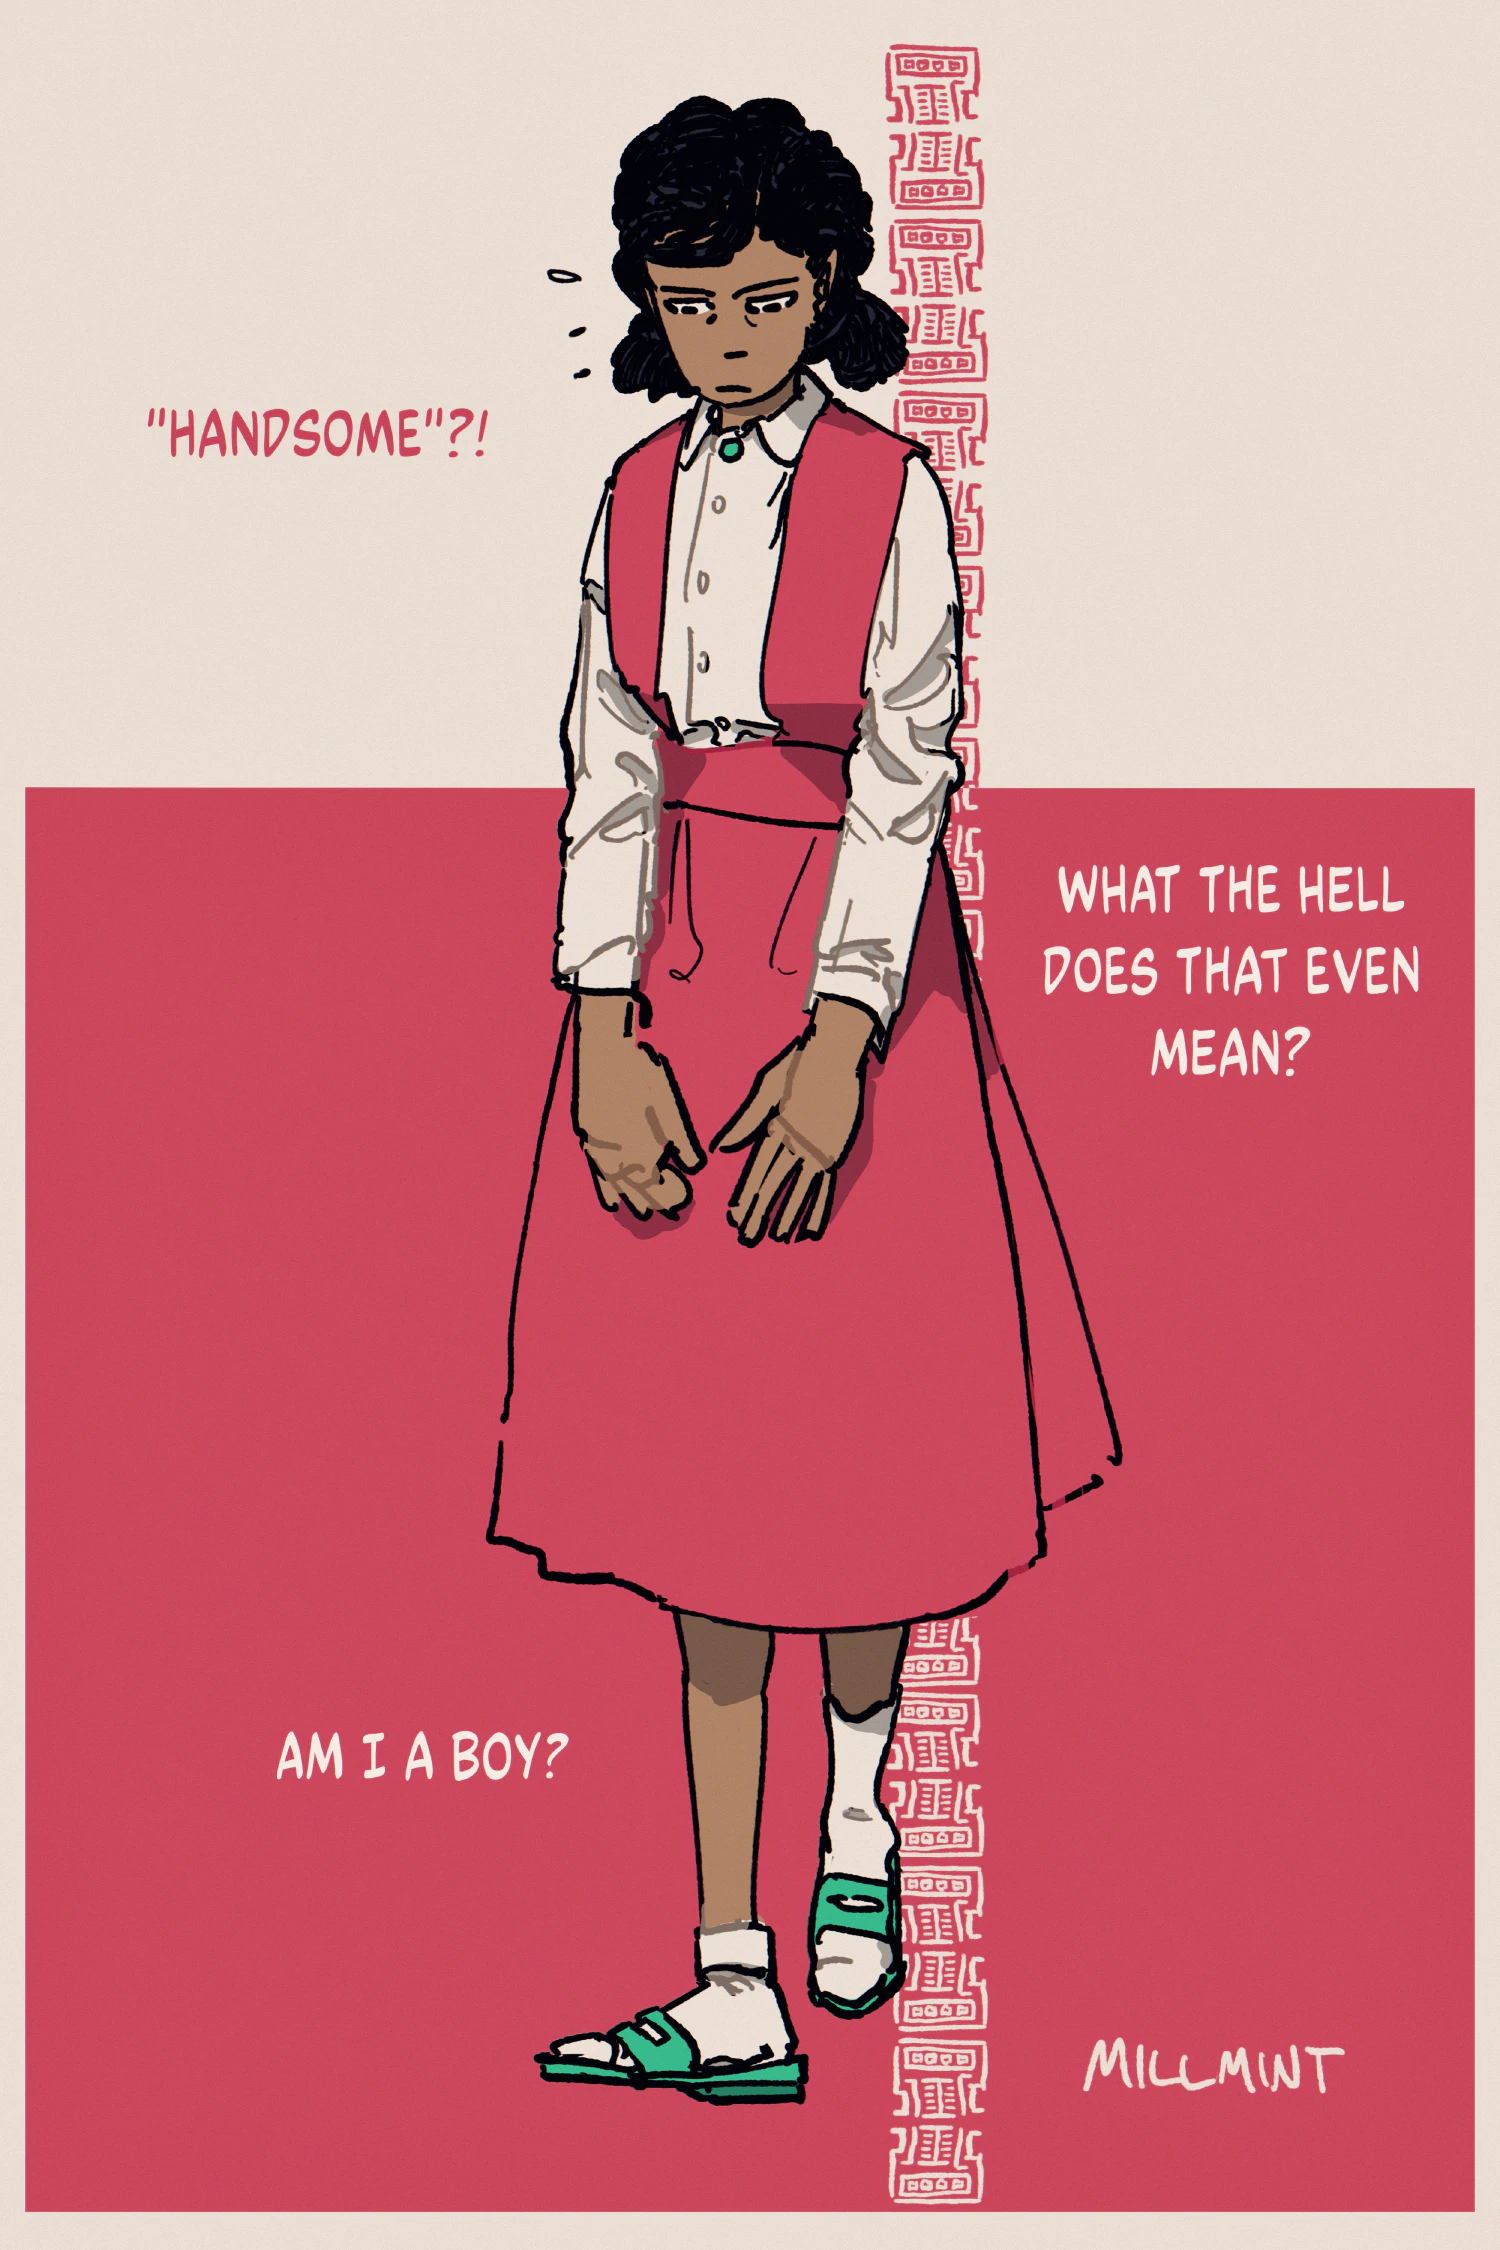 "HANDSOME"?!
WHAT THE HELL
DOES THAT EVEN
MEAN?
AM I A BOY?
MILLMINT